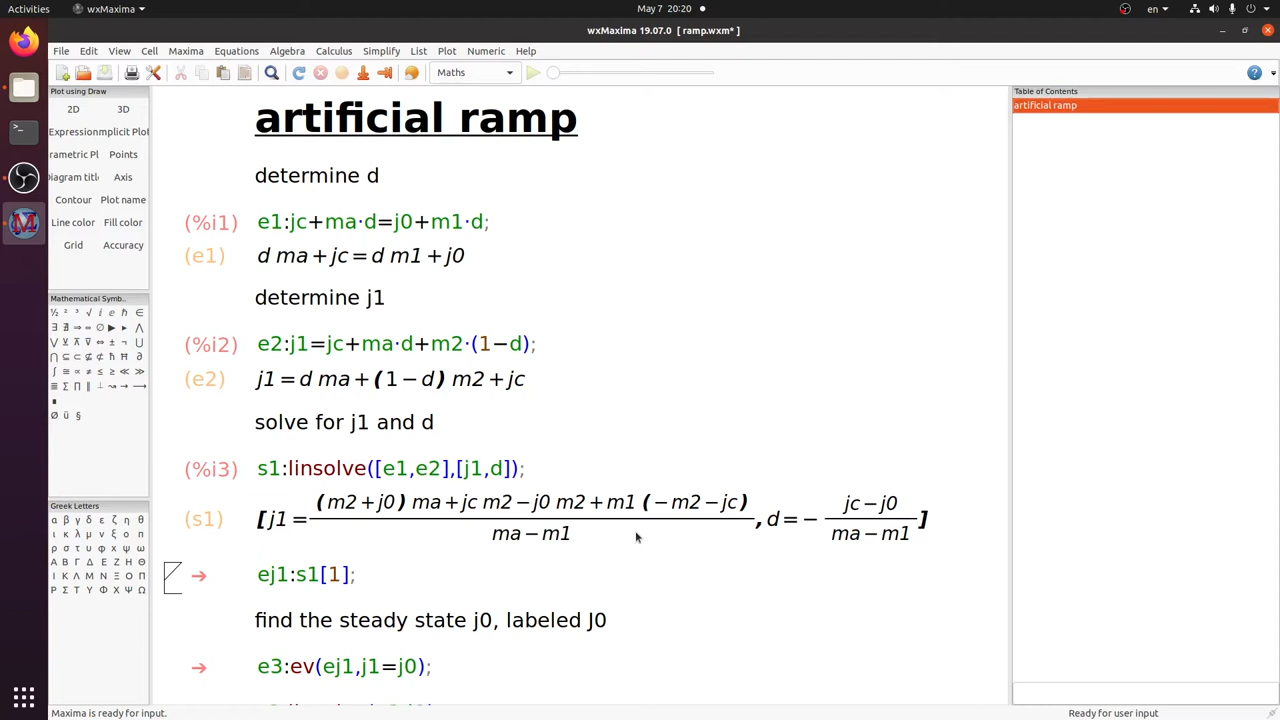 Activities
wxMaxima
May 7 20:20
en
wxMaxima 19.07.0 [ ramp.wxm* ]
File Edit View Cell Maxima Equations Algebra Calculus Simplify List Plot Numeric Help
Maths
Plot using Draw
2D 3D
Expression mplicit Plot
rametric Pl Points
Diagram title Axis
Contour Plot name
Line color Fill color
Grid Accuracy
Mathematical Symb..
Greek Letters
α β γ δ ε ζ η θ
ι κ λ μ ν ξ ο π
ρ σ τ υ φ χ ψ ω
Α Β Γ Δ Ε Ζ Η Θ
Ι Κ Λ Μ Ν Ξ Ο Π
Ρ Σ Τ Υ Φ Χ Ψ Ω
artificial ramp
determine d
(%i1) e1:jc+ma·d=j0+m1·d;
(e1) d ma+jc=d m1+j0
determine j1
(%i2) e2:j1=jc+ma·d+m2·(1−d);
(e2) j1=d ma+(1−d) m2+jc
solve for j1 and d
(%i3) s1:linsolve([e1,e2],[j1,d]);
(s1) [j1=
(m2+j0) ma+jc m2−j0 m2+m1 (−m2−jc)
ma−m1
,d=−
jc−j0
ma−m1
]
ej1:s1[1];
find the steady state j0, labeled J0
e3:ev(ej1,j1=j0);
Table of Contents
artificial ramp
Maxima is ready for input.
Ready for user input